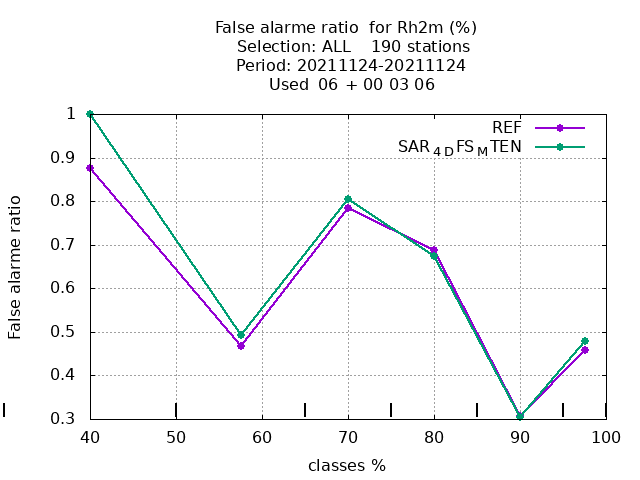 False alarme ratio  for Rh2m (%)
Selection: ALL    190 stations
Period: 20211124-20211124
Used  06 + 00 03 06
REF
SAR4DFSMTEN
1
0.9
0.8
0.7
0.6
0.5
0.4
0.3
False alarme ratio
40 50 60 70 80 90 100
classes %